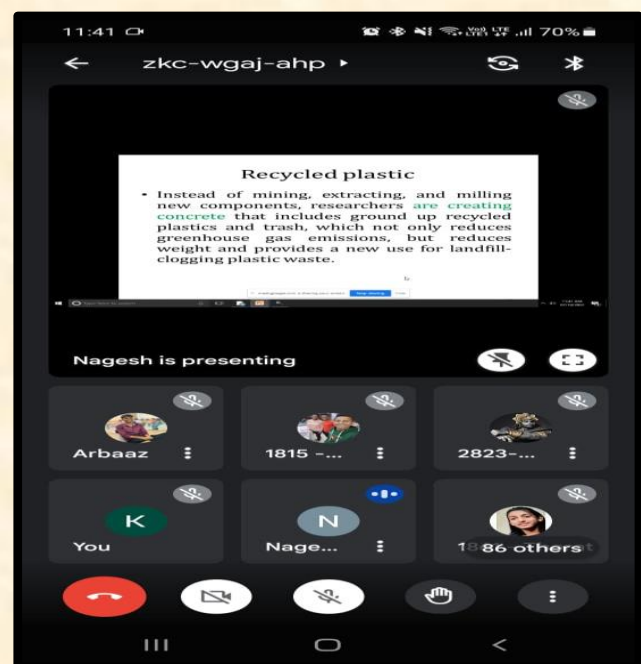 11:41 70%
zkc-wgaj-ahp
Recycled plastic
• Instead of mining, extracting, and milling
new components, researchers are creating
concrete that includes ground up recycled
plastics and trash, which not only reduces
greenhouse gas emissions, but reduces
weight and provides a new use for landfill-
clogging plastic waste.
Nagesh is presenting
Arbaaz 1815 -... 2823-...
K N
You Nage... 86 others